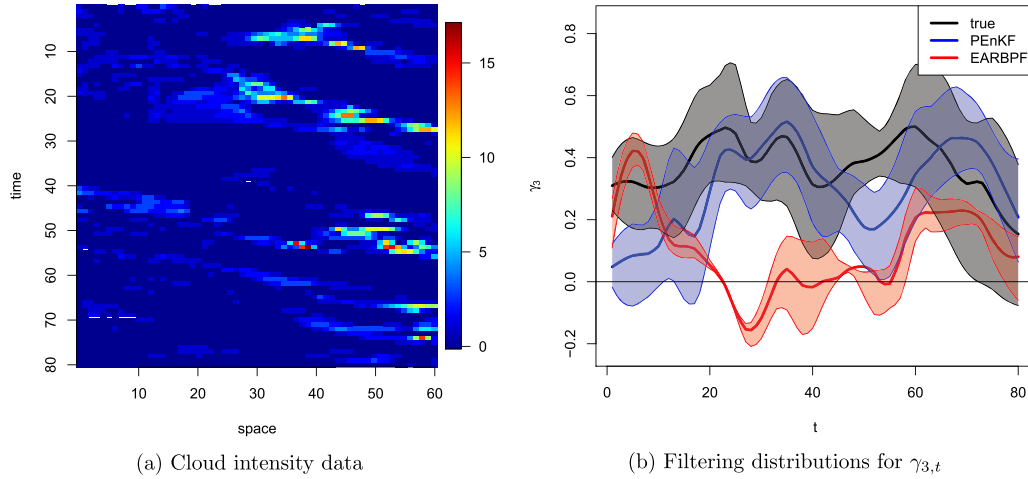 10
20
30
40
50
60
70
80
time
10 20 30 40 50 60
space
15
10
5
0
(a) Cloud intensity data
true
PEnKF
EARBPF
0.8
0.6
0.4
0.2
0.0
−0.2
γ3
0 20 40 60 80
t
(b) Filtering distributions for γ3,t